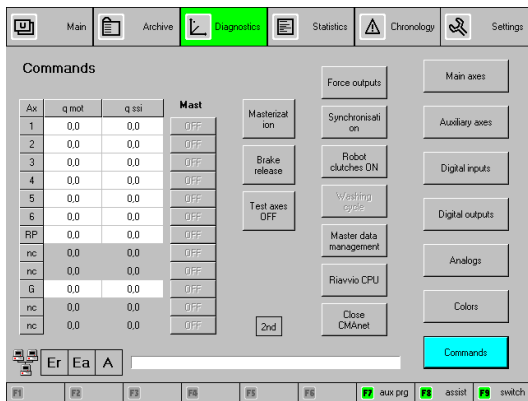 Main Archive Diagnostics Statistics Chronology Settings
Commands
Ax q mot q ssi Mast
1 0,0 0,0 OFF
2 0,0 0,0 OFF
3 0,0 0,0 OFF
4 0,0 0,0 OFF
5 0,0 0,0 OFF
6 0,0 0,0 OFF
RP 0,0 0,0 OFF
nc 0,0 0,0 OFF
nc 0,0 0,0 OFF
G 0,0 0,0 OFF
nc 0,0 0,0 OFF
nc 0,0 0,0 OFF
Masterizat
ion
Brake
release
Test axes
OFF
2nd
Force outputs
Synchronisati
on
Robot
clutches ON
Washing
cycle
Master data
management
Riavvio CPU
Close
CMAnet
Main axes
Auxiliary axes
Digital inputs
Digital outputs
Analogs
Colors
Commands
Er Ea A
F1 F2 F3 F4 F5 F6 F7 aux prg F8 assist F9 switch